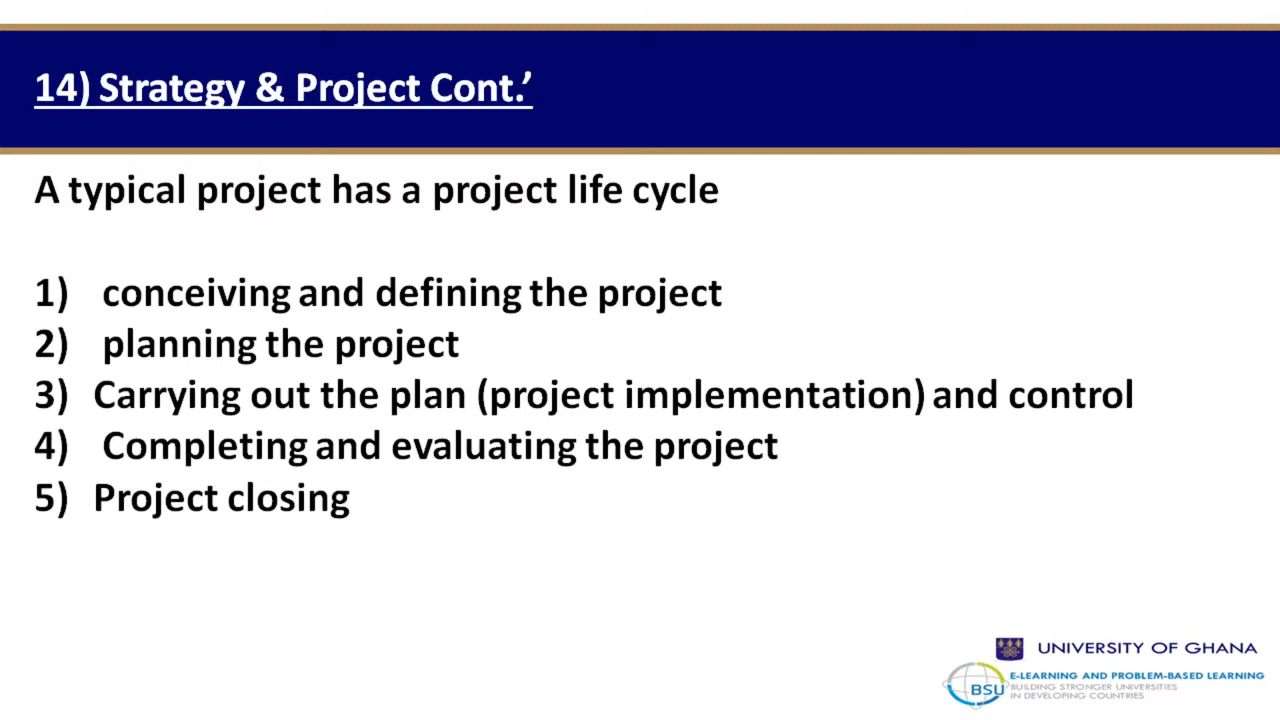 14) Strategy & Project Cont.’
A typical project has a project life cycle
1) conceiving and defining the project
2) planning the project
3) Carrying out the plan (project implementation) and control
4) Completing and evaluating the project
5) Project closing
UNIVERSITY OF GHANA
BSU
E-LEARNING AND PROBLEM-BASED LEARNING
BUILDING STRONGER UNIVERSITIES
IN DEVELOPING COUNTRIES